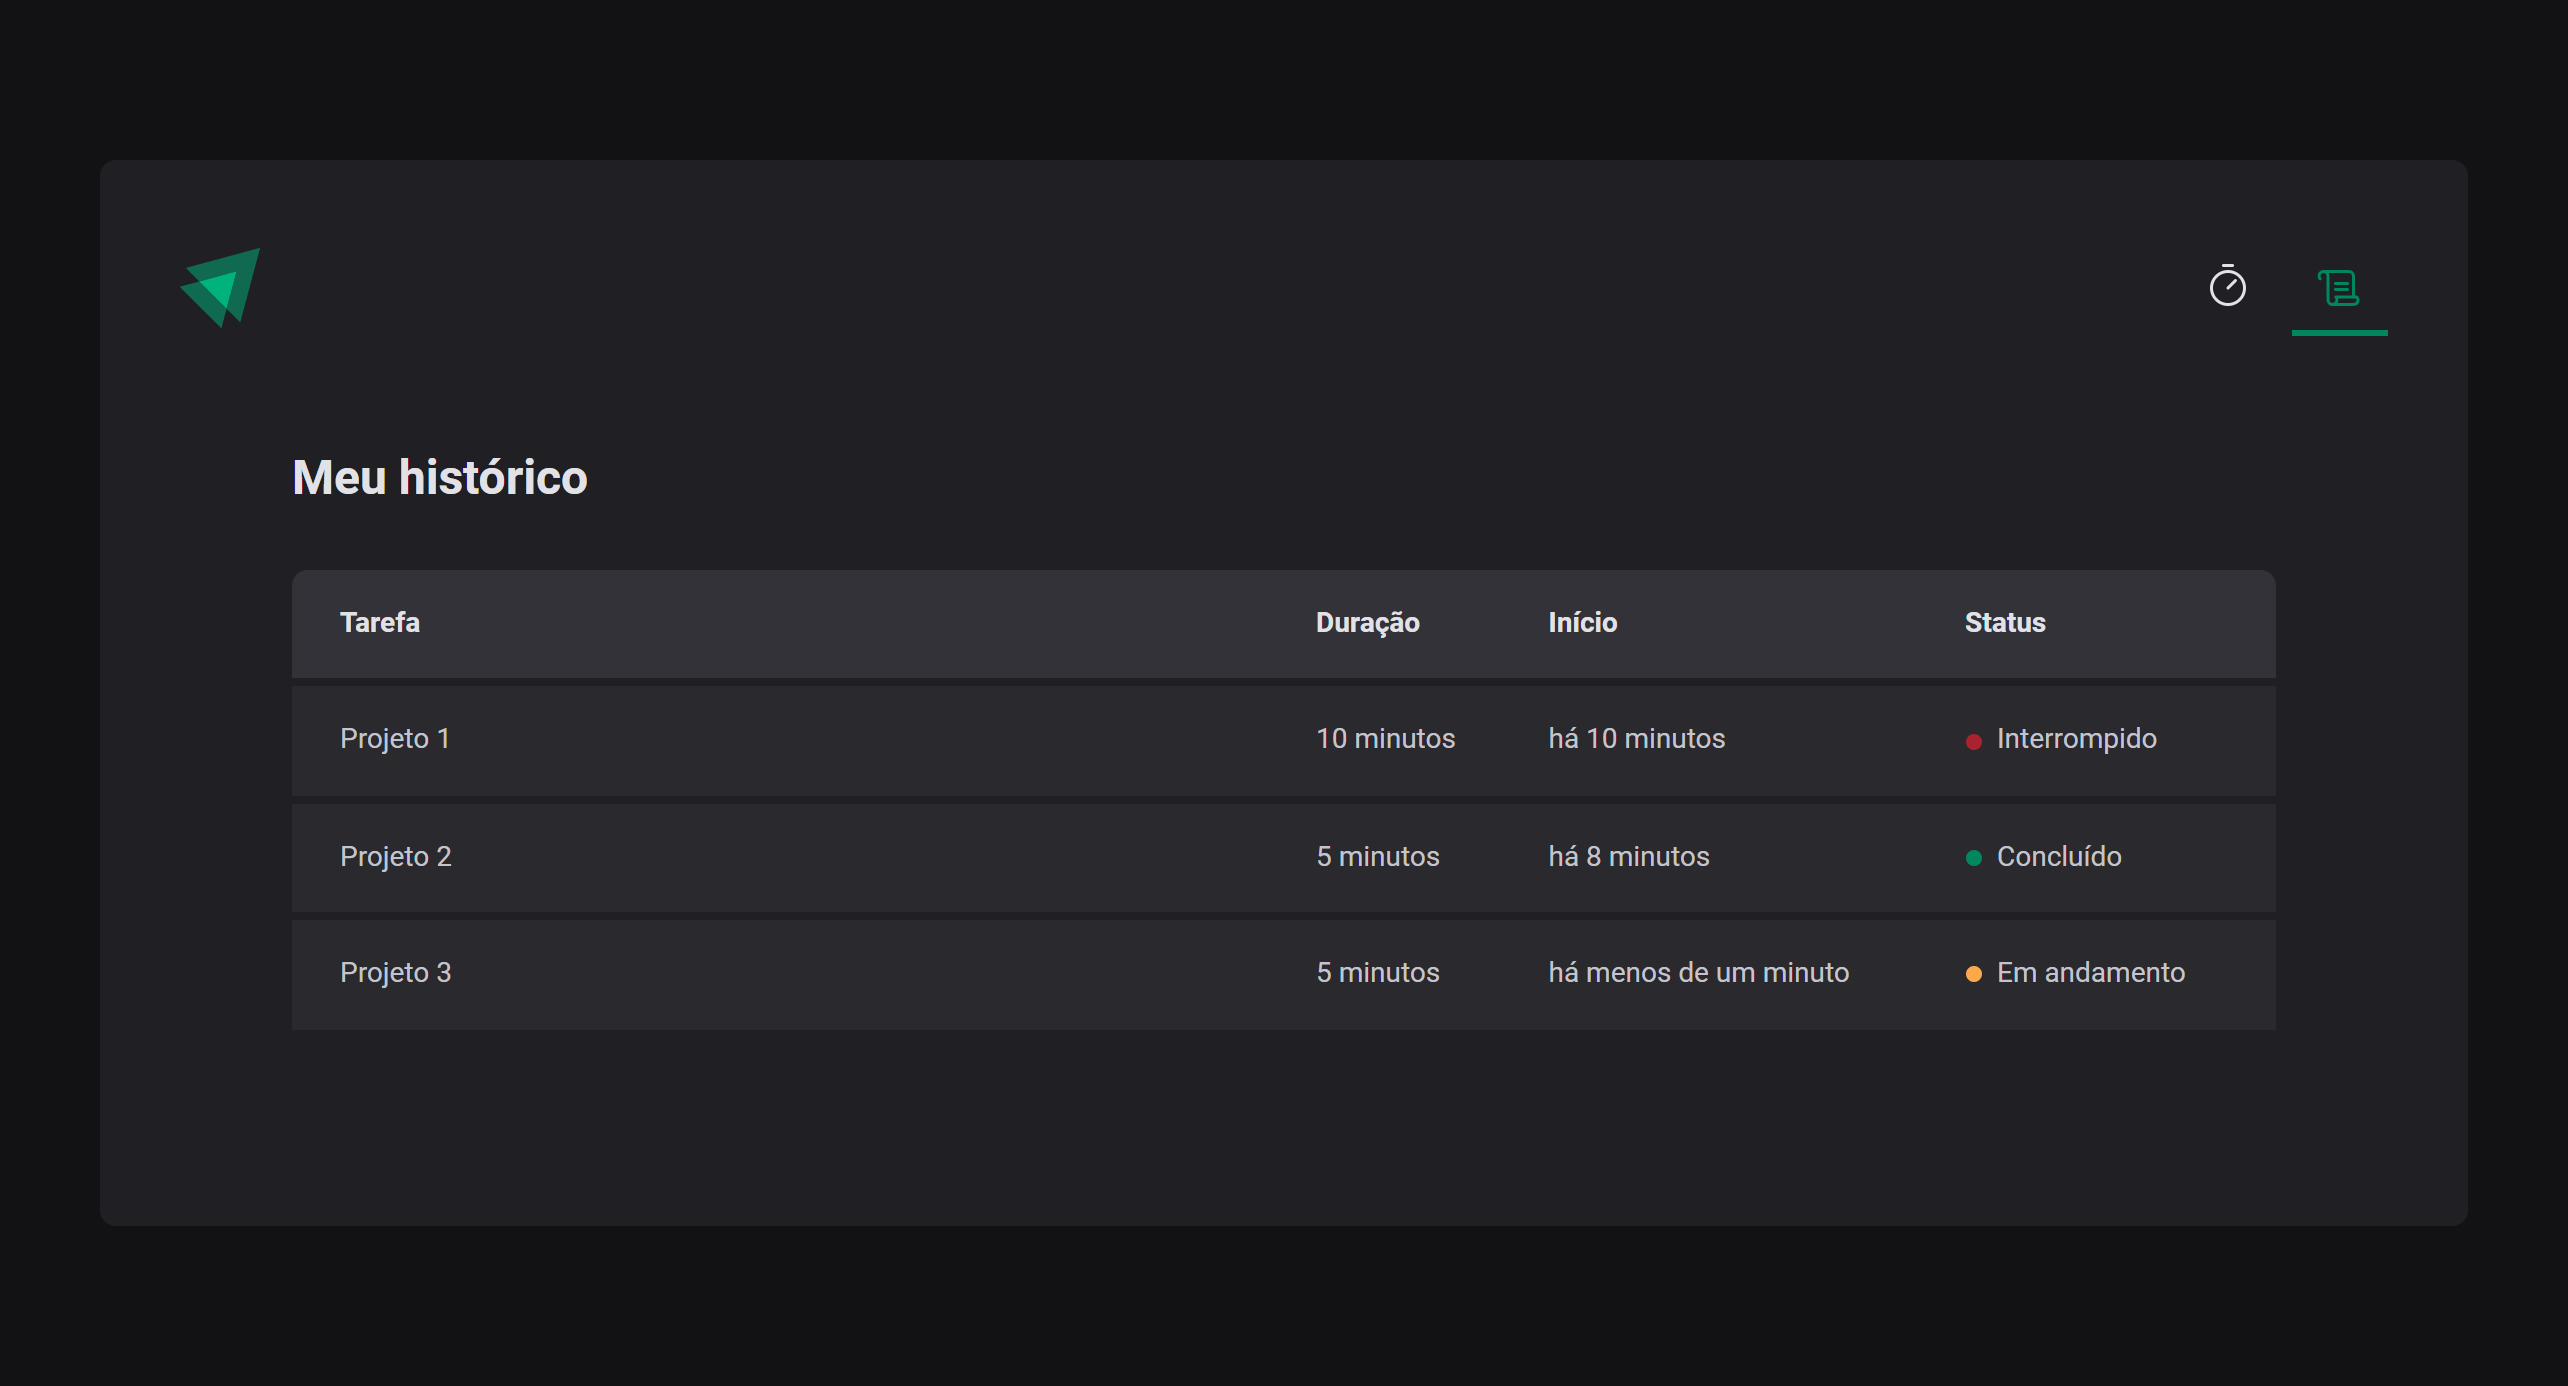 Meu histórico
Tarefa Duração Início Status
Projeto 1 10 minutos há 10 minutos Interrompido
Projeto 2 5 minutos há 8 minutos Concluído
Projeto 3 5 minutos há menos de um minuto Em andamento